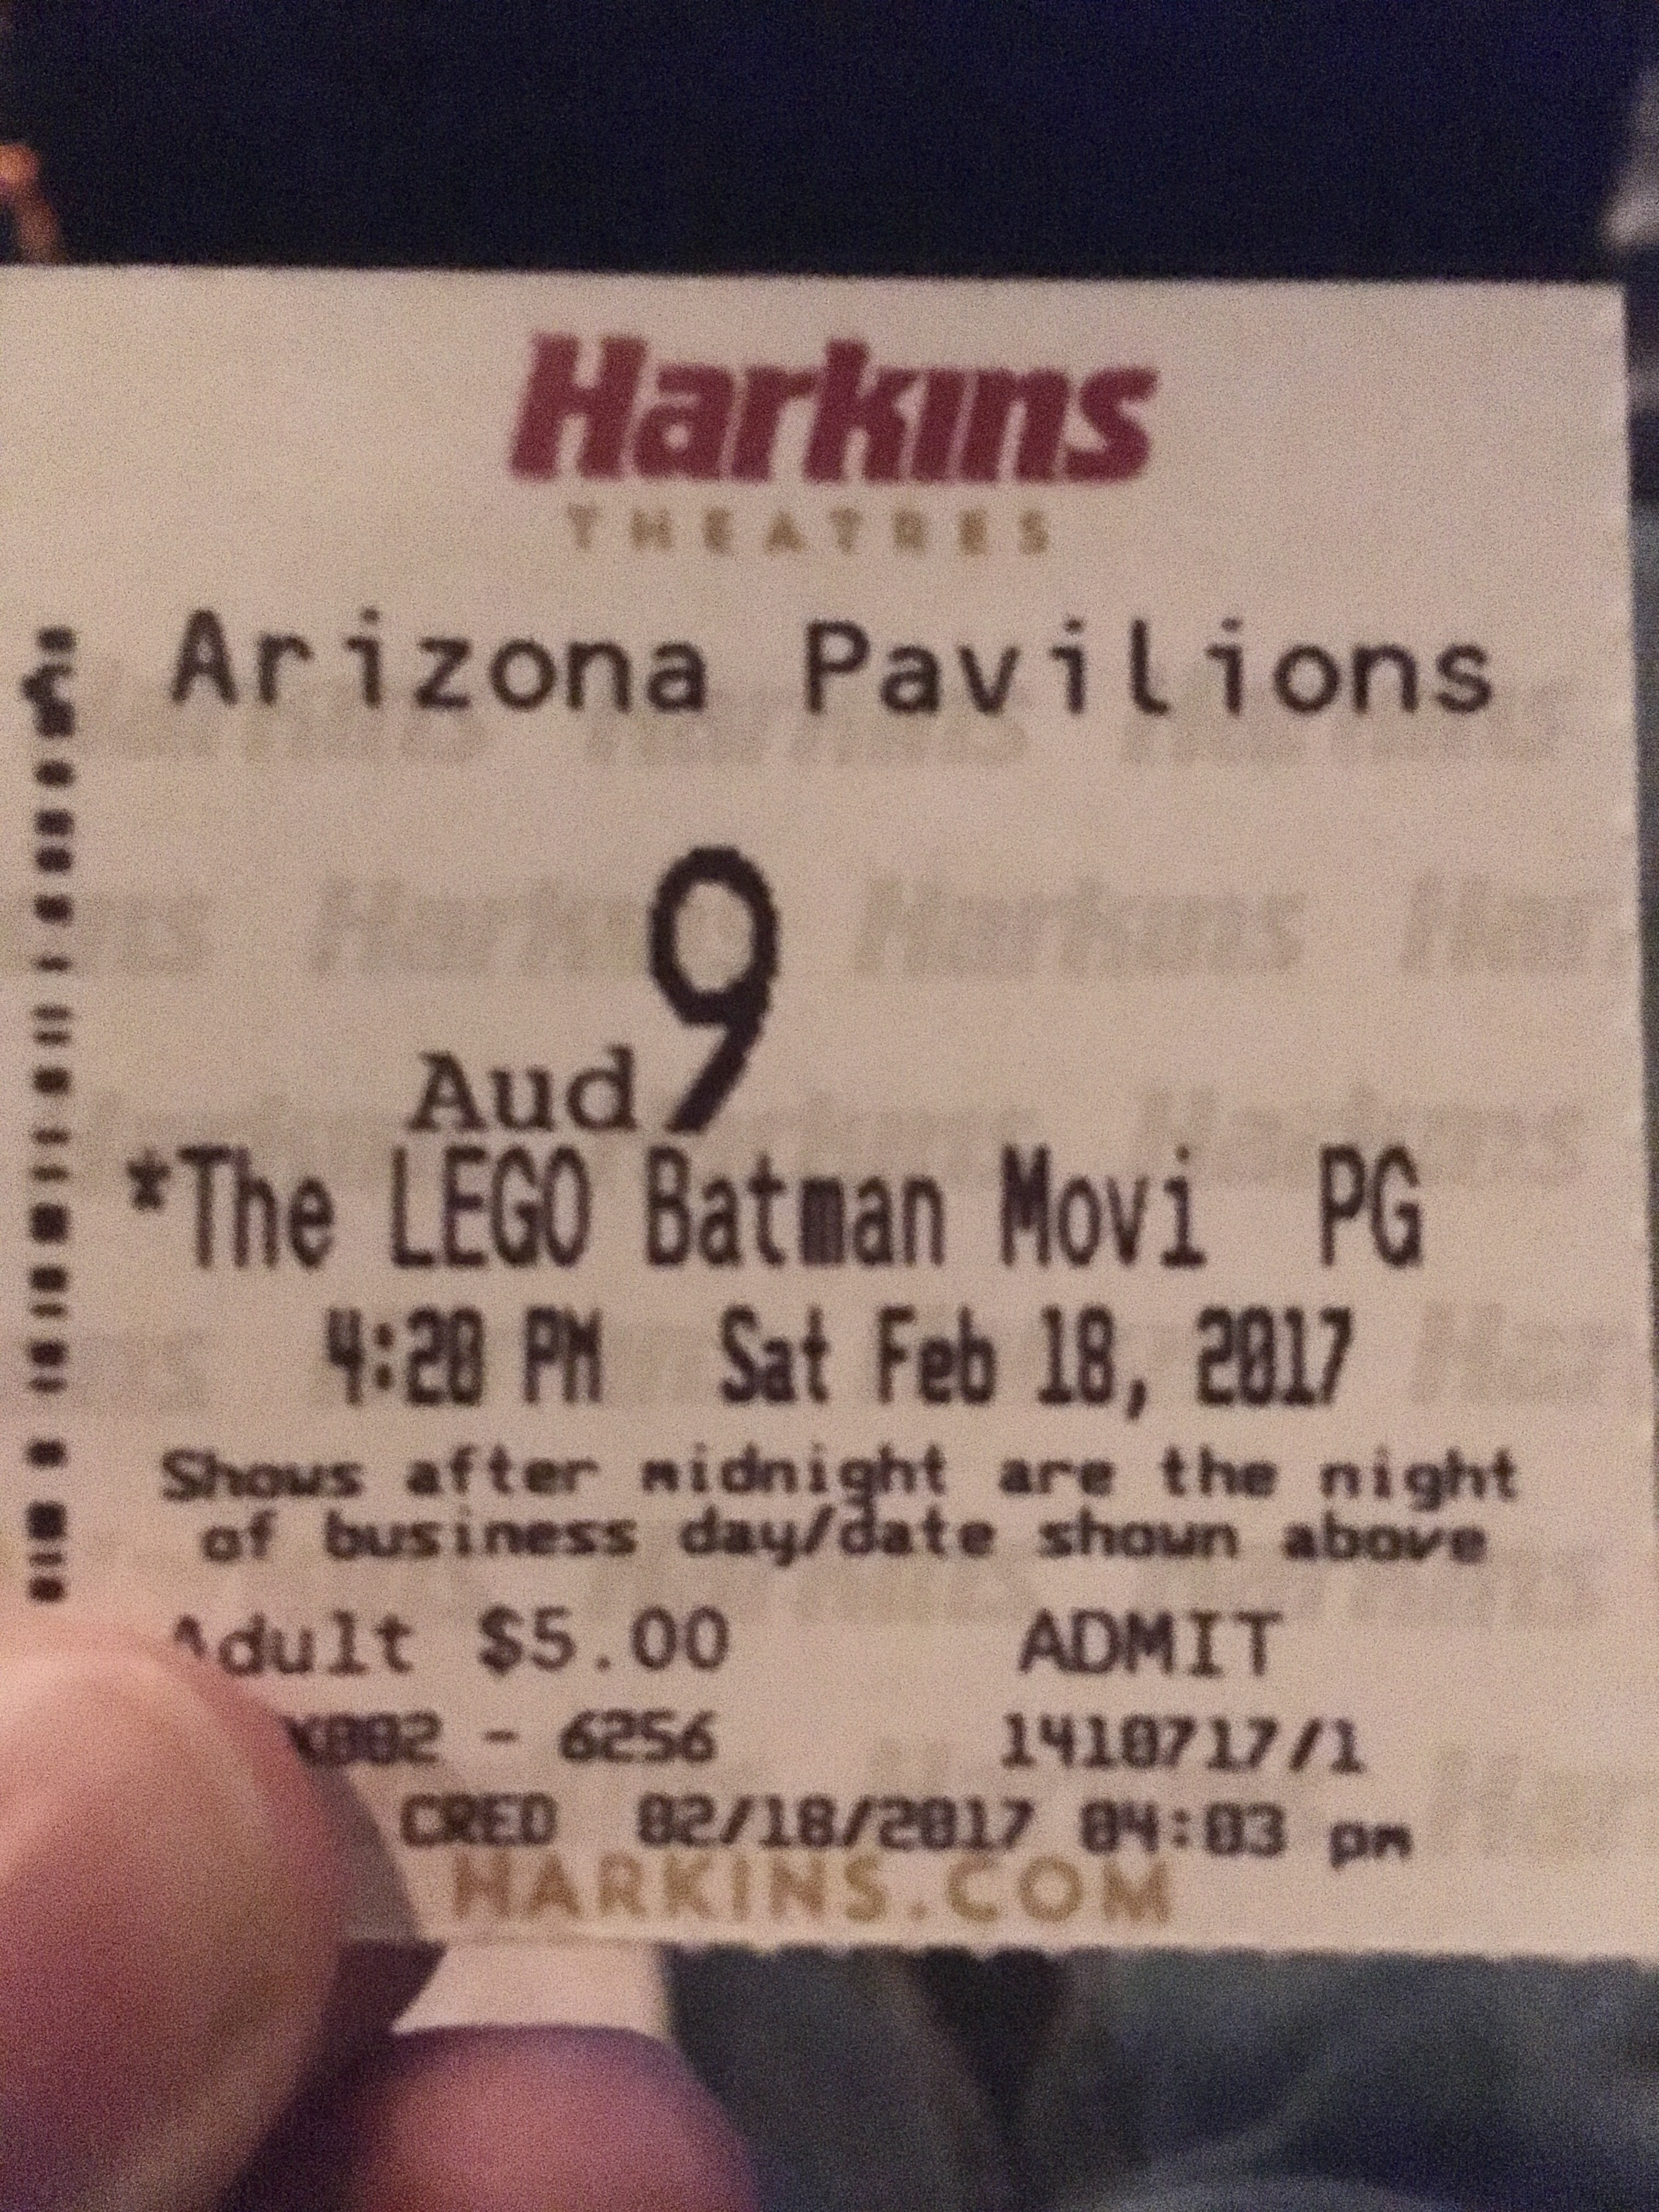 Harkins
THEATRES
Arizona Pavilions
Aud 9
*The LEGO Batman Movi PG
4:20 PM Sat Feb 18, 2017
Shows after midnight are the night
of business day/date shown above
Adult $5.00 ADMIT
6256 1410717/1
CRED 02/18/2017 04:03 pm
HARKINS.COM